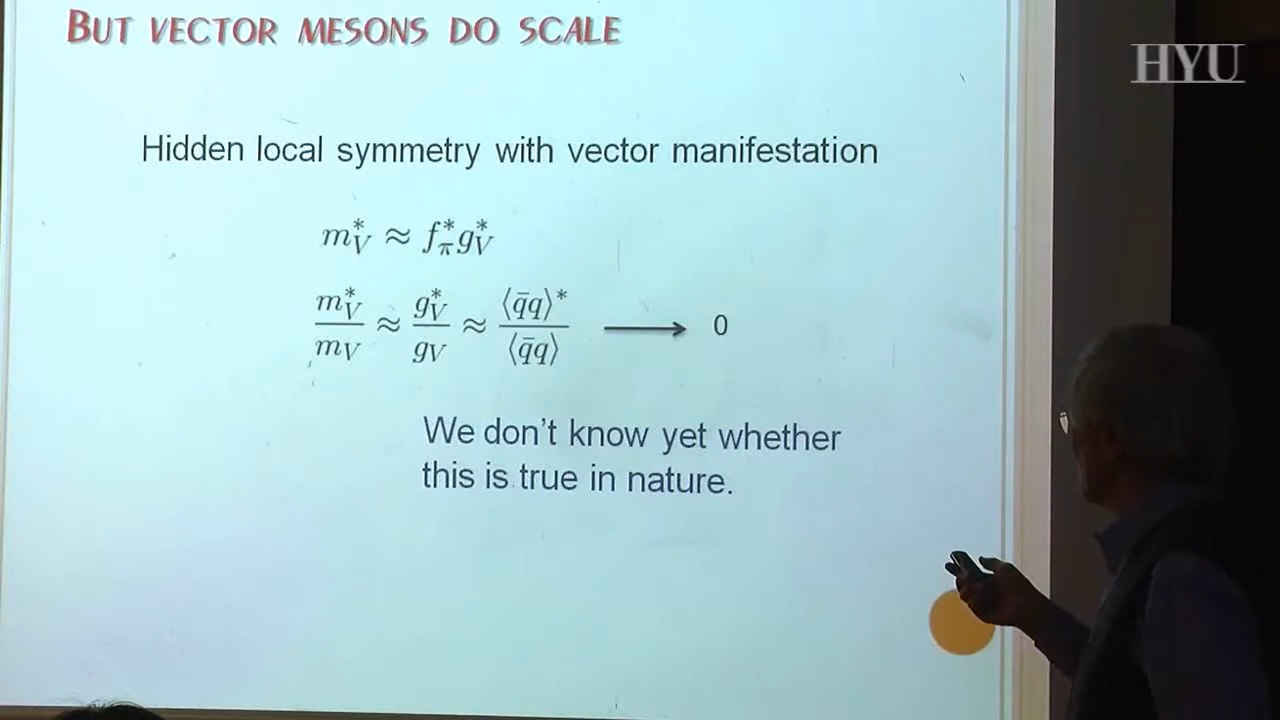 BUT VECTOR MESONS DO SCALE
HYU
Hidden local symmetry with vector manifestation
m*_V ≈ f*_π g*_V
m*_V / m_V ≈ g*_V / g_V ≈ ⟨q̄q⟩* / ⟨q̄q⟩ ⟶ 0
We don't know yet whether
this is true in nature.